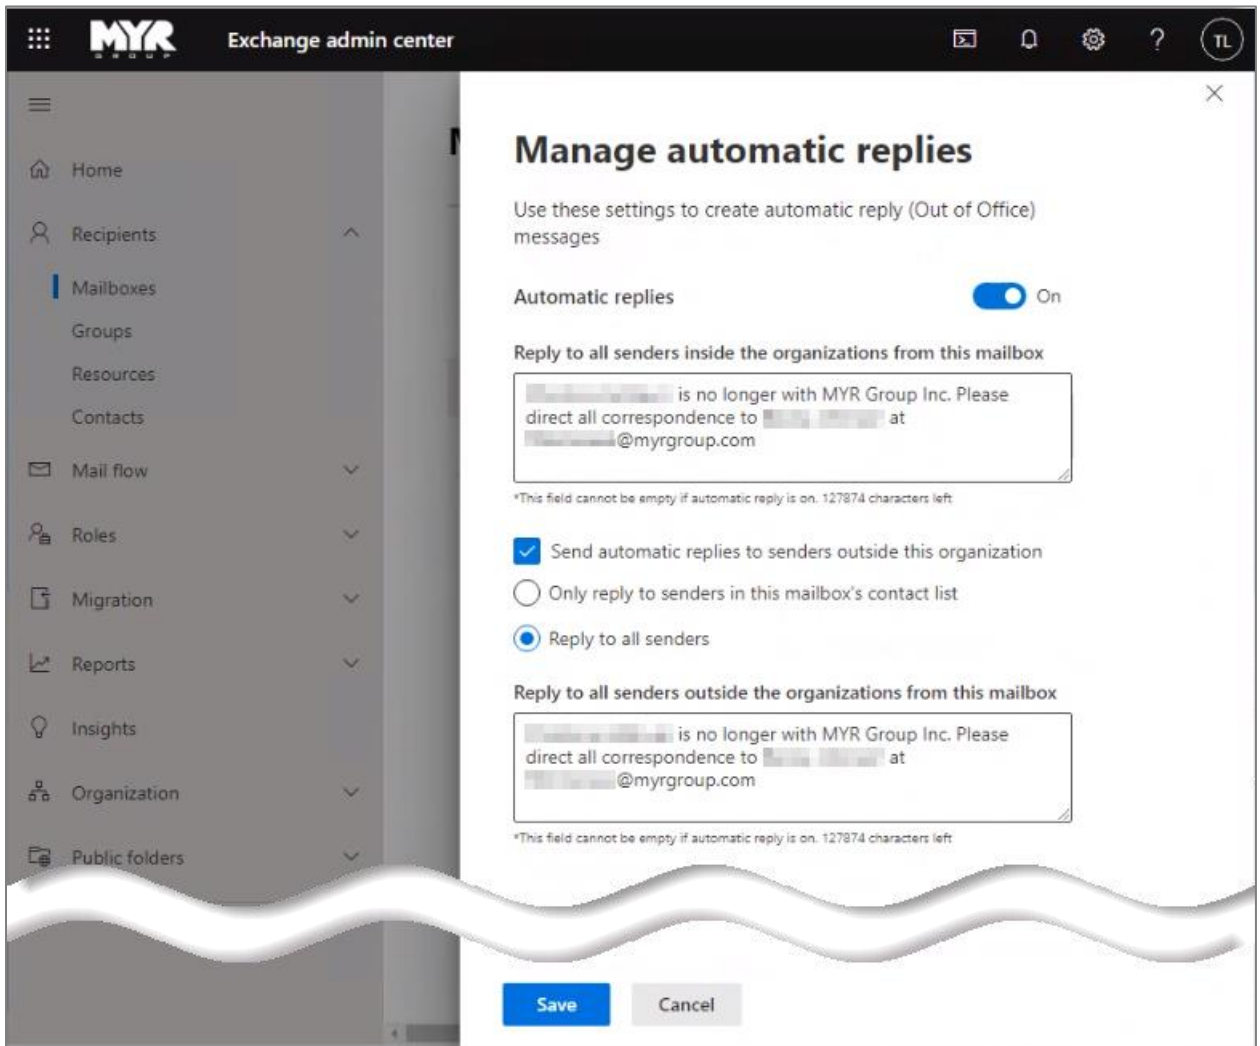 MYR
GROUP
Exchange admin center
TL
Home
Recipients
Mailboxes
Groups
Resources
Contacts
Mail flow
Roles
Migration
Reports
Insights
Organization
Public folders
M
Manage automatic replies
Use these settings to create automatic reply (Out of Office)
messages
Automatic replies
On
Reply to all senders inside the organizations from this mailbox
is no longer with MYR Group Inc. Please
direct all correspondence to at
@myrgroup.com
*This field cannot be empty if automatic reply is on. 127874 characters left
Send automatic replies to senders outside this organization
Only reply to senders in this mailbox's contact list
Reply to all senders
Reply to all senders outside the organizations from this mailbox
is no longer with MYR Group Inc. Please
direct all correspondence to at
@myrgroup.com
*This field cannot be empty if automatic reply is on. 127874 characters left
Save
Cancel